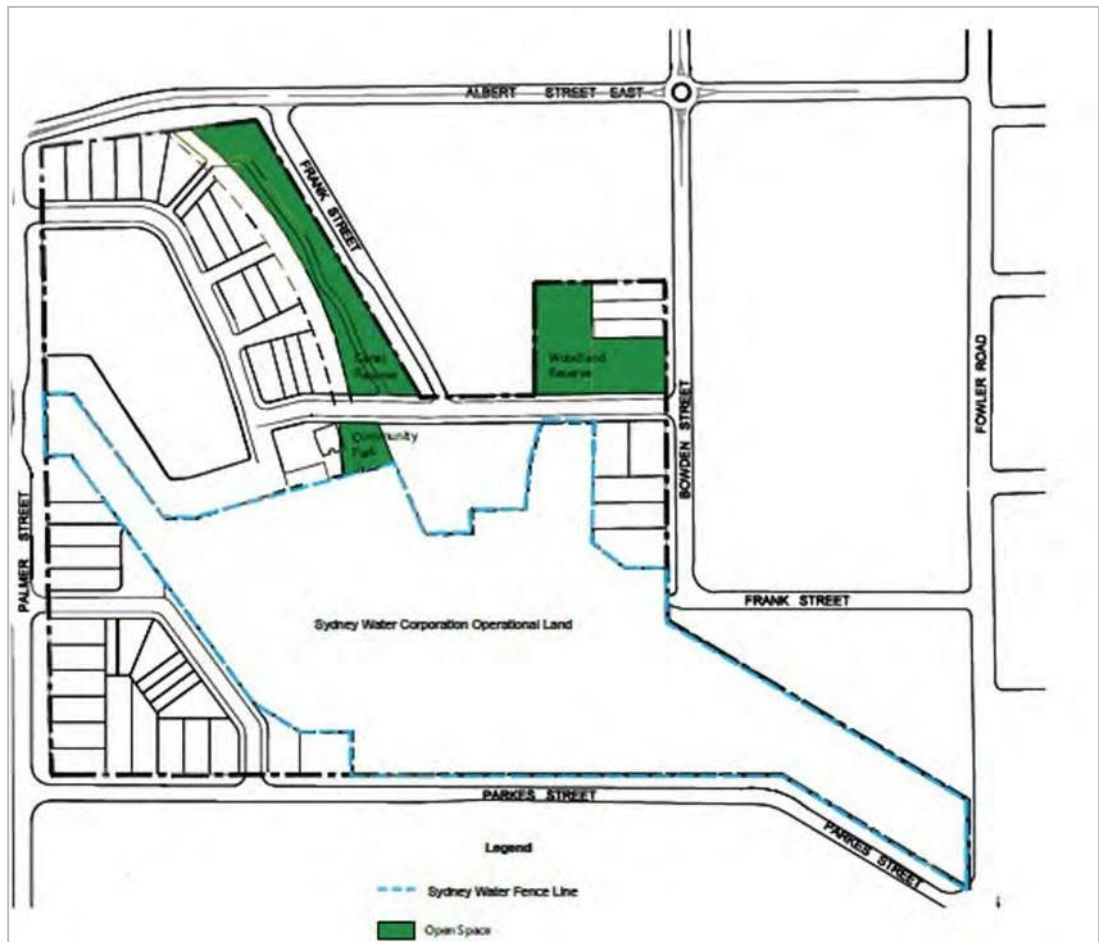 ALBERT STREET EAST
FRANK STREET
Reserve
Woodland
Reserve
FOWLER ROAD
BOWDEN STREET
Community
Park
PALMER STREET
FRANK STREET
Sydney Water Corporation Operational Land
PARKES STREET
PARKES STREET
Legend
Sydney Water Fence Line
Open Space